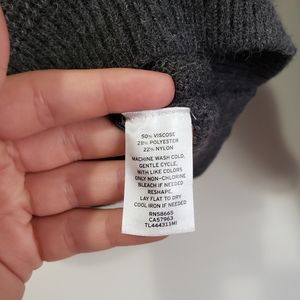 50% VISCOSE
28% POLYESTER
22% NYLON
MACHINE WASH COLD,
GENTLE CYCLE,
WITH LIKE COLORS
ONLY NON-CHLORINE
BLEACH IF NEEDED
RESHAPE,
LAY FLAT TO DRY
COOL IRON IF NEEDED
RN58665
CA57963
TL444311MI